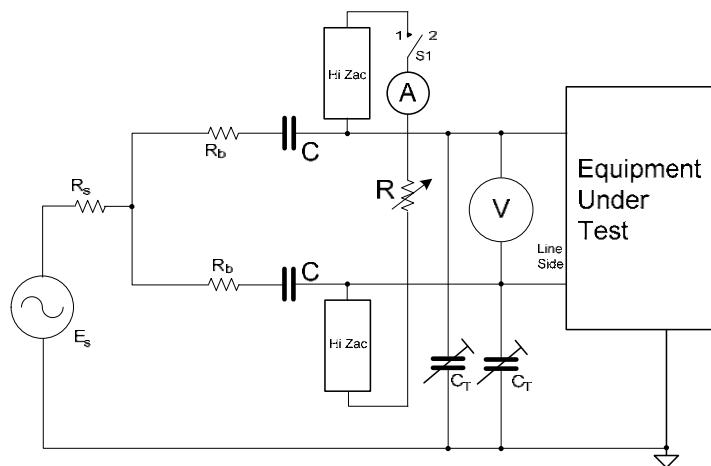 1 2
S1
Hi Zac
A
Rb
C
R
Rs
V
Equipment
Under
Test
Line
Side
Rb
C
Es
Hi Zac
CT
CT